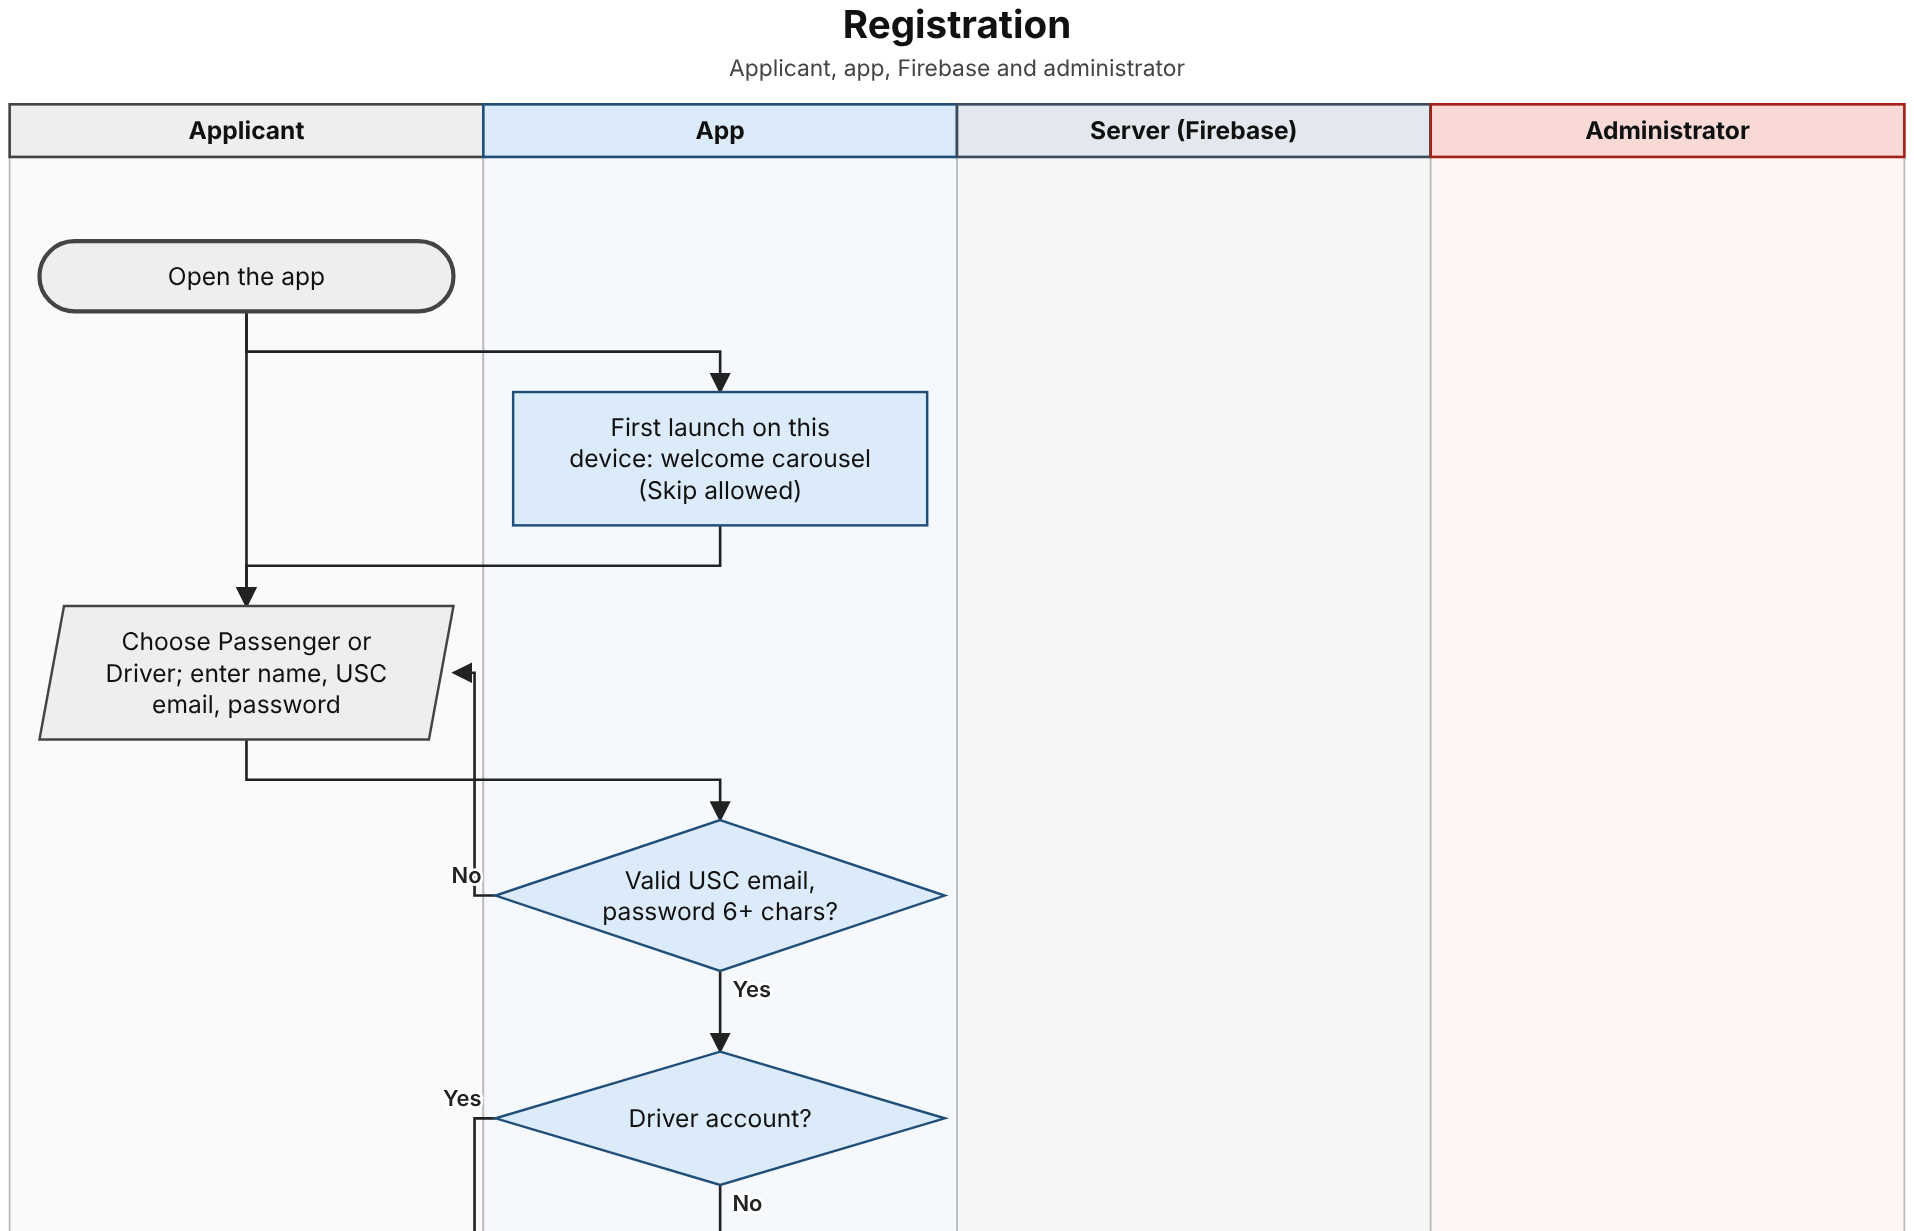 Registration
Applicant, app, Firebase and administrator
Applicant
App
Server (Firebase)
Administrator
Open the app
First launch on this
device: welcome carousel
(Skip allowed)
Choose Passenger or
Driver; enter name, USC
email, password
No
Valid USC email,
password 6+ chars?
Yes
Yes
Driver account?
No